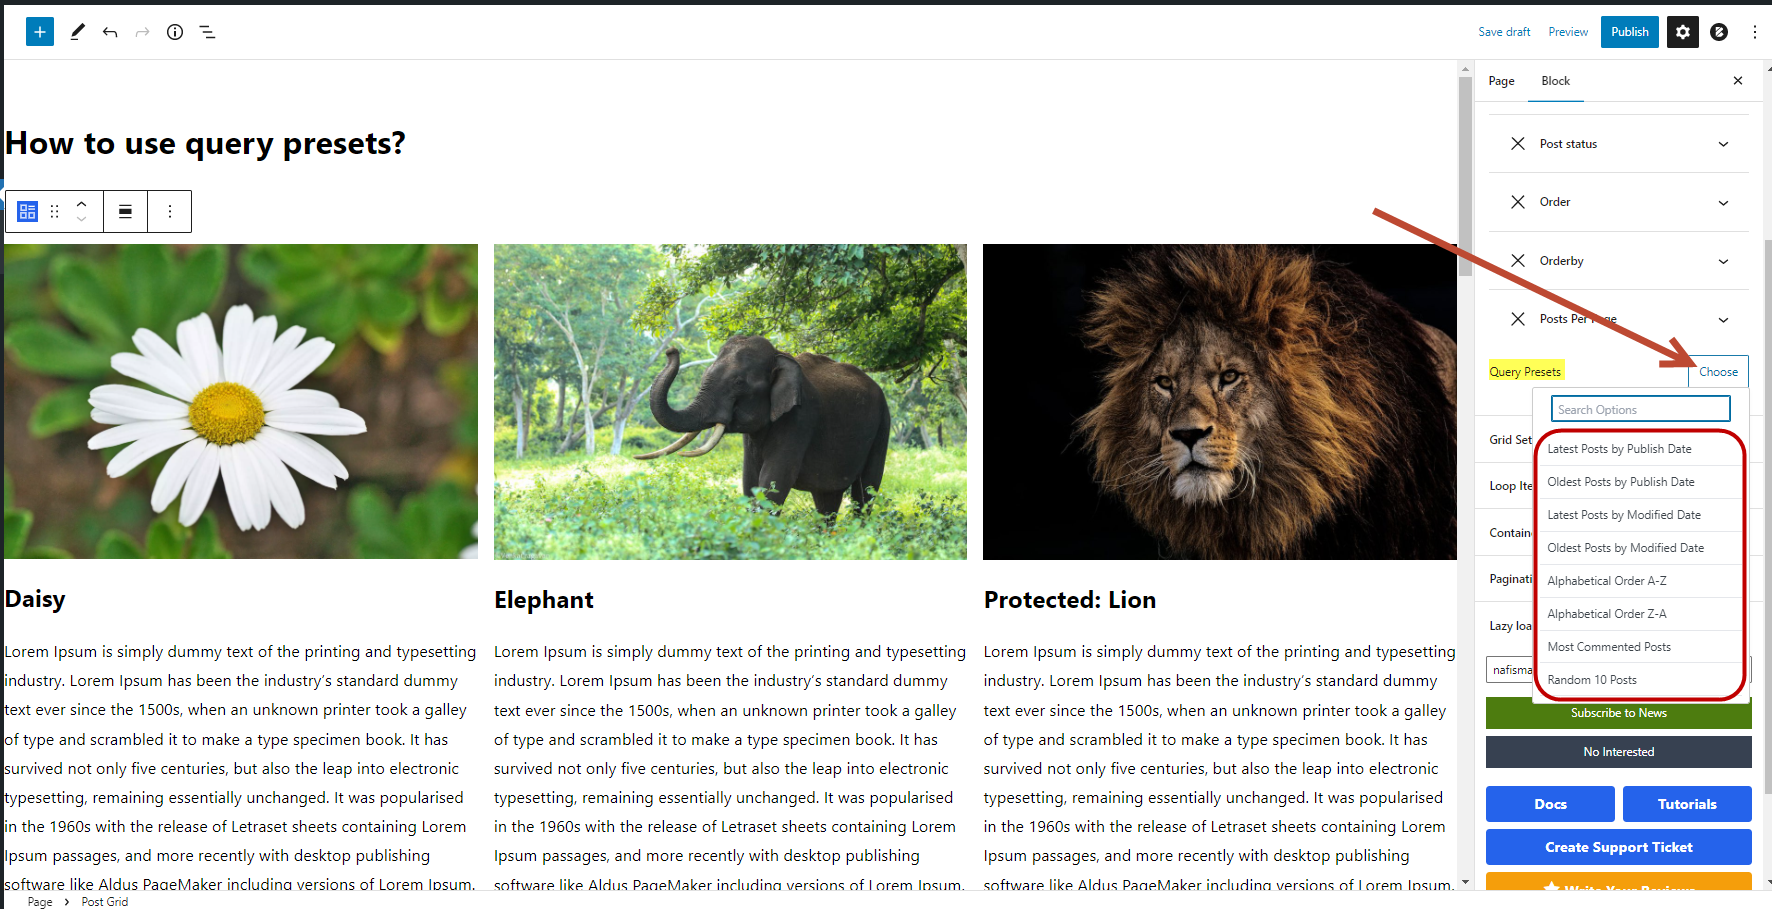 Save draft
Preview
Publish
Page
Block
How to use query presets?
Post status
Order
Orderby
Posts Per Page
Query Presets
Choose
Search Options
Latest Posts by Publish Date
Oldest Posts by Publish Date
Latest Posts by Modified Date
Oldest Posts by Modified Date
Alphabetical Order A-Z
Alphabetical Order Z-A
Most Commented Posts
Random 10 Posts
Grid Set
Loop Ite
Contain
Paginati
Lazy loa
nafisma
Subscribe to News
No Interested
Docs
Tutorials
Create Support Ticket
Write Your Reviews
Daisy
Lorem Ipsum is simply dummy text of the printing and typesetting
industry. Lorem Ipsum has been the industry's standard dummy
text ever since the 1500s, when an unknown printer took a galley
of type and scrambled it to make a type specimen book. It has
survived not only five centuries, but also the leap into electronic
typesetting, remaining essentially unchanged. It was popularised
in the 1960s with the release of Letraset sheets containing Lorem
Ipsum passages, and more recently with desktop publishing
software like Aldus PageMaker including versions of Lorem Ipsum.
Elephant
Lorem Ipsum is simply dummy text of the printing and typesetting
industry. Lorem Ipsum has been the industry's standard dummy
text ever since the 1500s, when an unknown printer took a galley
of type and scrambled it to make a type specimen book. It has
survived not only five centuries, but also the leap into electronic
typesetting, remaining essentially unchanged. It was popularised
in the 1960s with the release of Letraset sheets containing Lorem
Ipsum passages, and more recently with desktop publishing
software like Aldus PageMaker including versions of Lorem Ipsum.
Protected: Lion
Lorem Ipsum is simply dummy text of the printing and typesetting
industry. Lorem Ipsum has been the industry's standard dummy
text ever since the 1500s, when an unknown printer took a galley
of type and scrambled it to make a type specimen book. It has
survived not only five centuries, but also the leap into electronic
typesetting, remaining essentially unchanged. It was popularised
in the 1960s with the release of Letraset sheets containing Lorem
Ipsum passages, and more recently with desktop publishing
software like Aldus PageMaker including versions of Lorem Ipsum.
Page > Post Grid